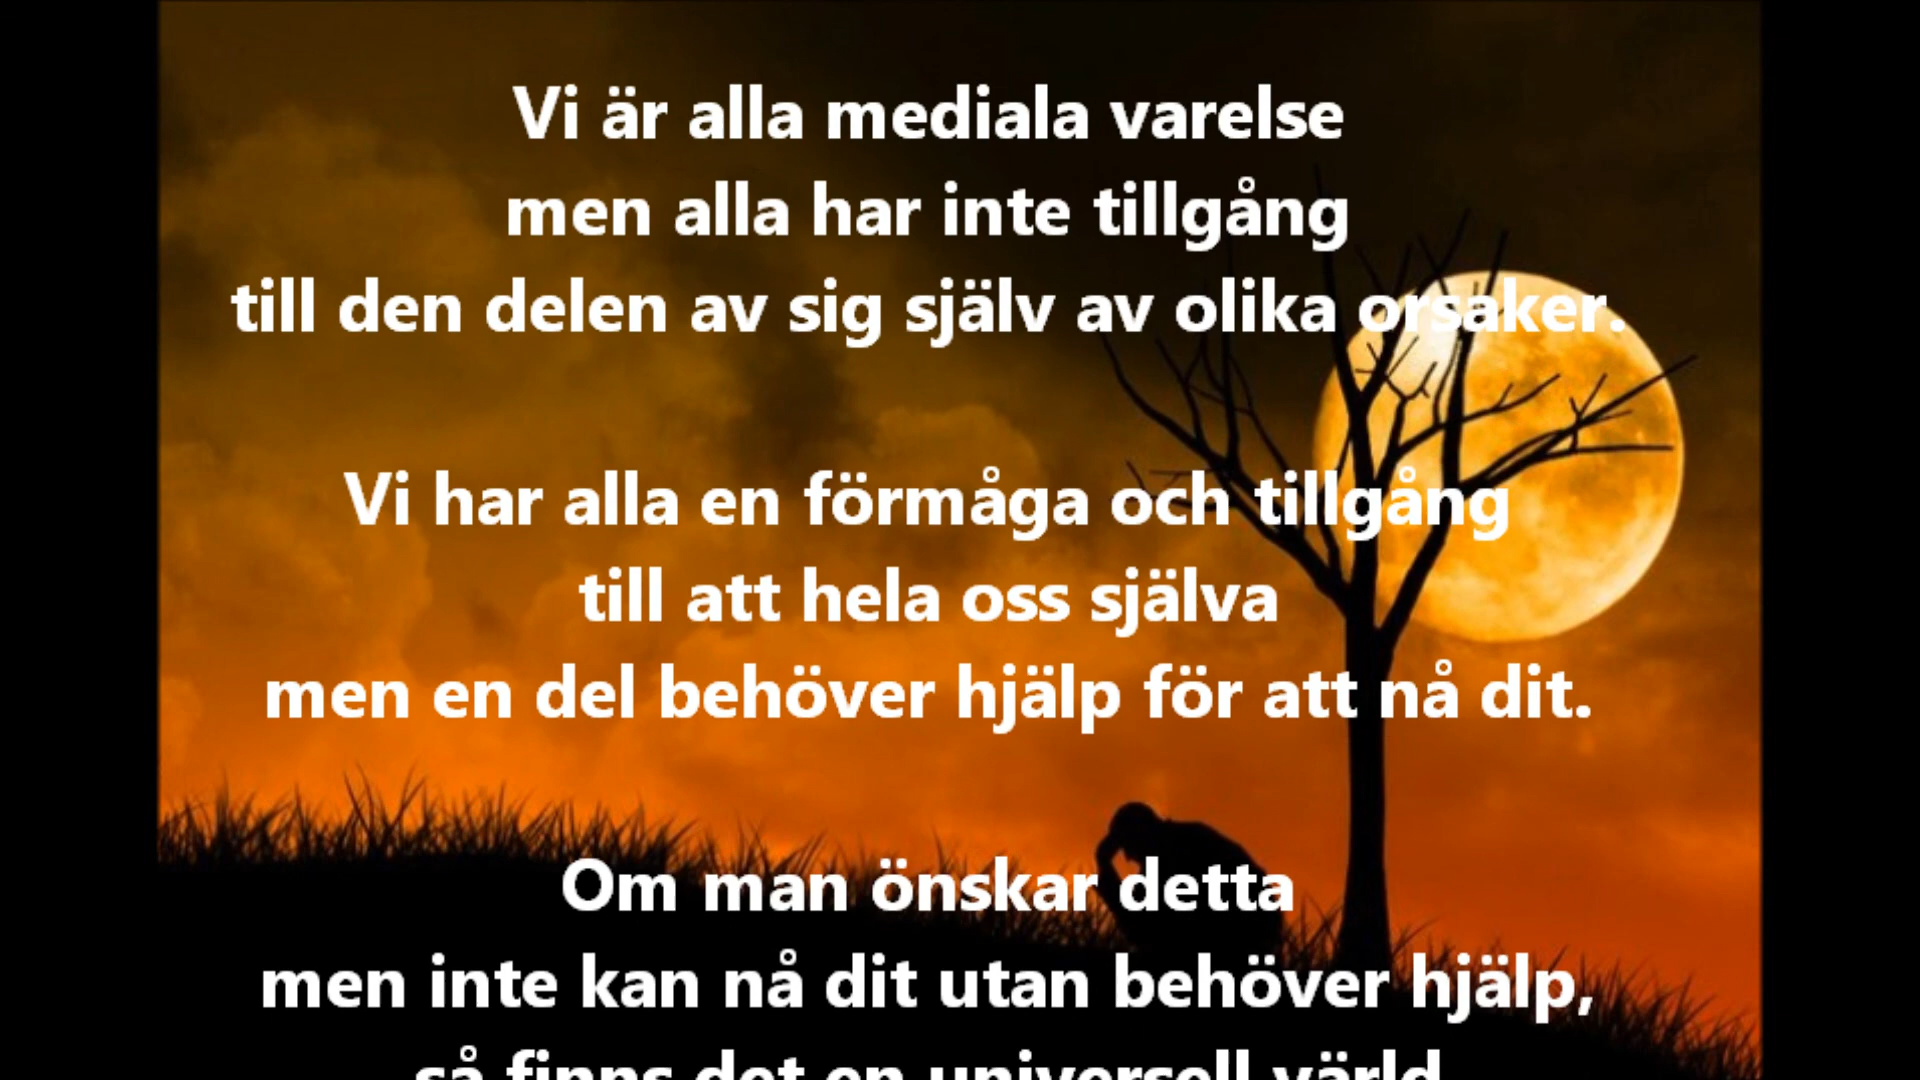 Vi är alla mediala varelse
men alla har inte tillgång
till den delen av sig själv av olika orsaker.
Vi har alla en förmåga och tillgång
till att hela oss själva
men en del behöver hjälp för att nå dit.
Om man önskar detta
men inte kan nå dit utan behöver hjälp,
så finns det en universell värld